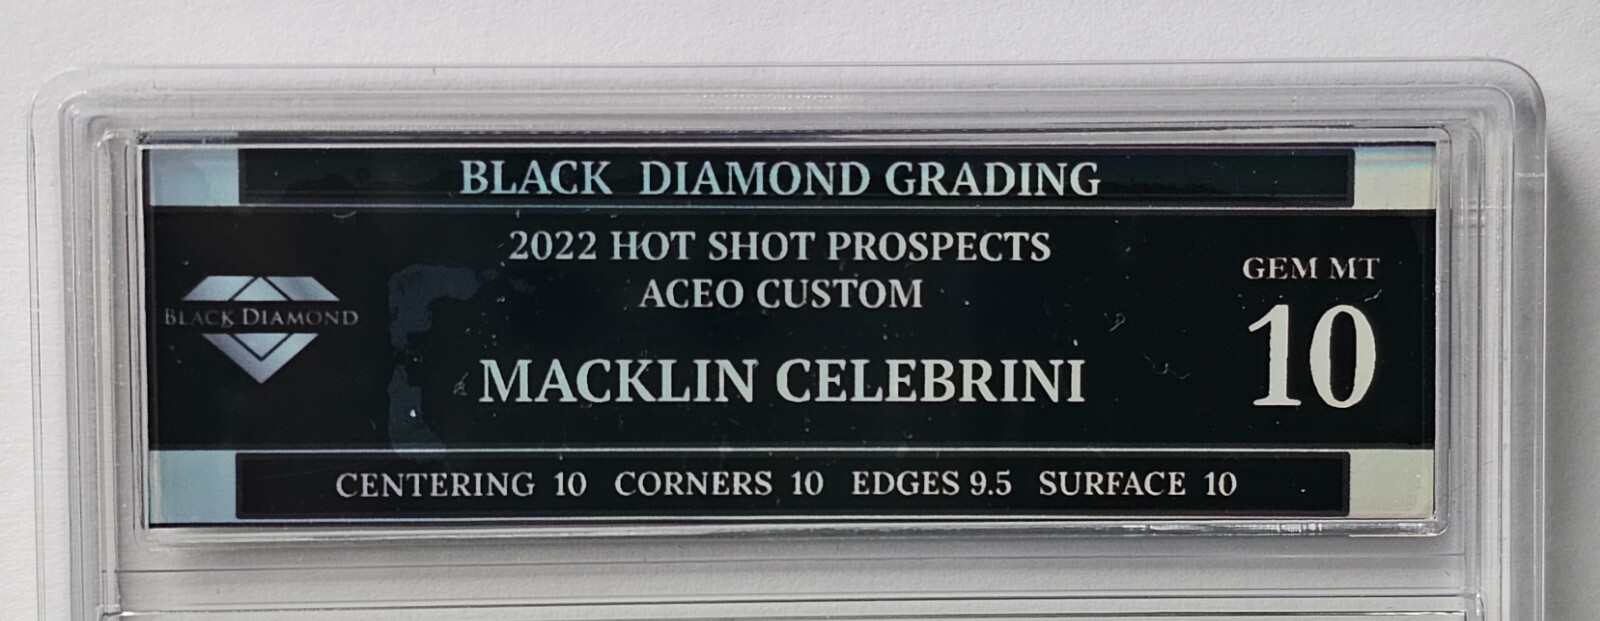 BLACK DIAMOND GRADING
2022 HOT SHOT PROSPECTS
ACEO CUSTOM
GEM MT
10
BLACK DIAMOND
MACKLIN CELEBRINI
CENTERING 10 CORNERS 10 EDGES 9.5 SURFACE 10